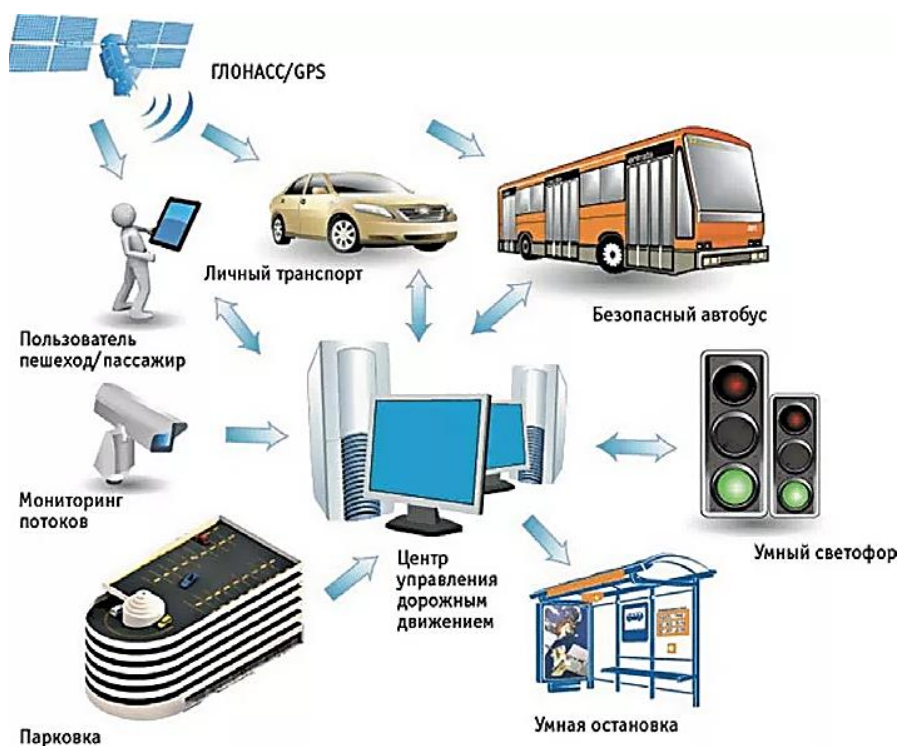 ГЛОНАСС/GPS
Личный транспорт
Безопасный автобус
Пользователь
пешеход/пассажир
Мониторинг
потоков
Центр
управления
дорожным
движением
Умный светофор
Умная остановка
Парковка